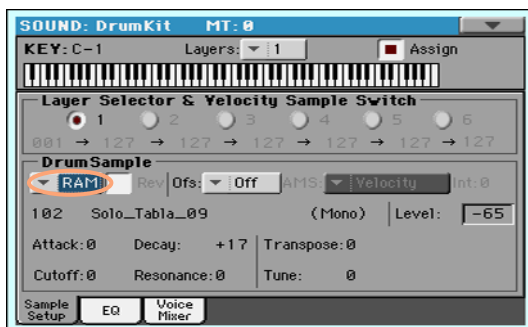 SOUND: DrumKit MT:0
KEY:C-1 Layers: 1 Assign
Layer Selector & Velocity Sample Switch
1 2 3 4 5 6
001 → 127 → 127 → 127 → 127 → 127 → 127
DrumSample
RAM Rev Ofs: Off AMS: Velocity Int:0
102 Solo_Tabla_09 (Mono) Level: -65
Attack:0 Decay: +17 Transpose:0
Cutoff:0 Resonance:0 Tune: 0
Sample Setup EQ Voice Mixer